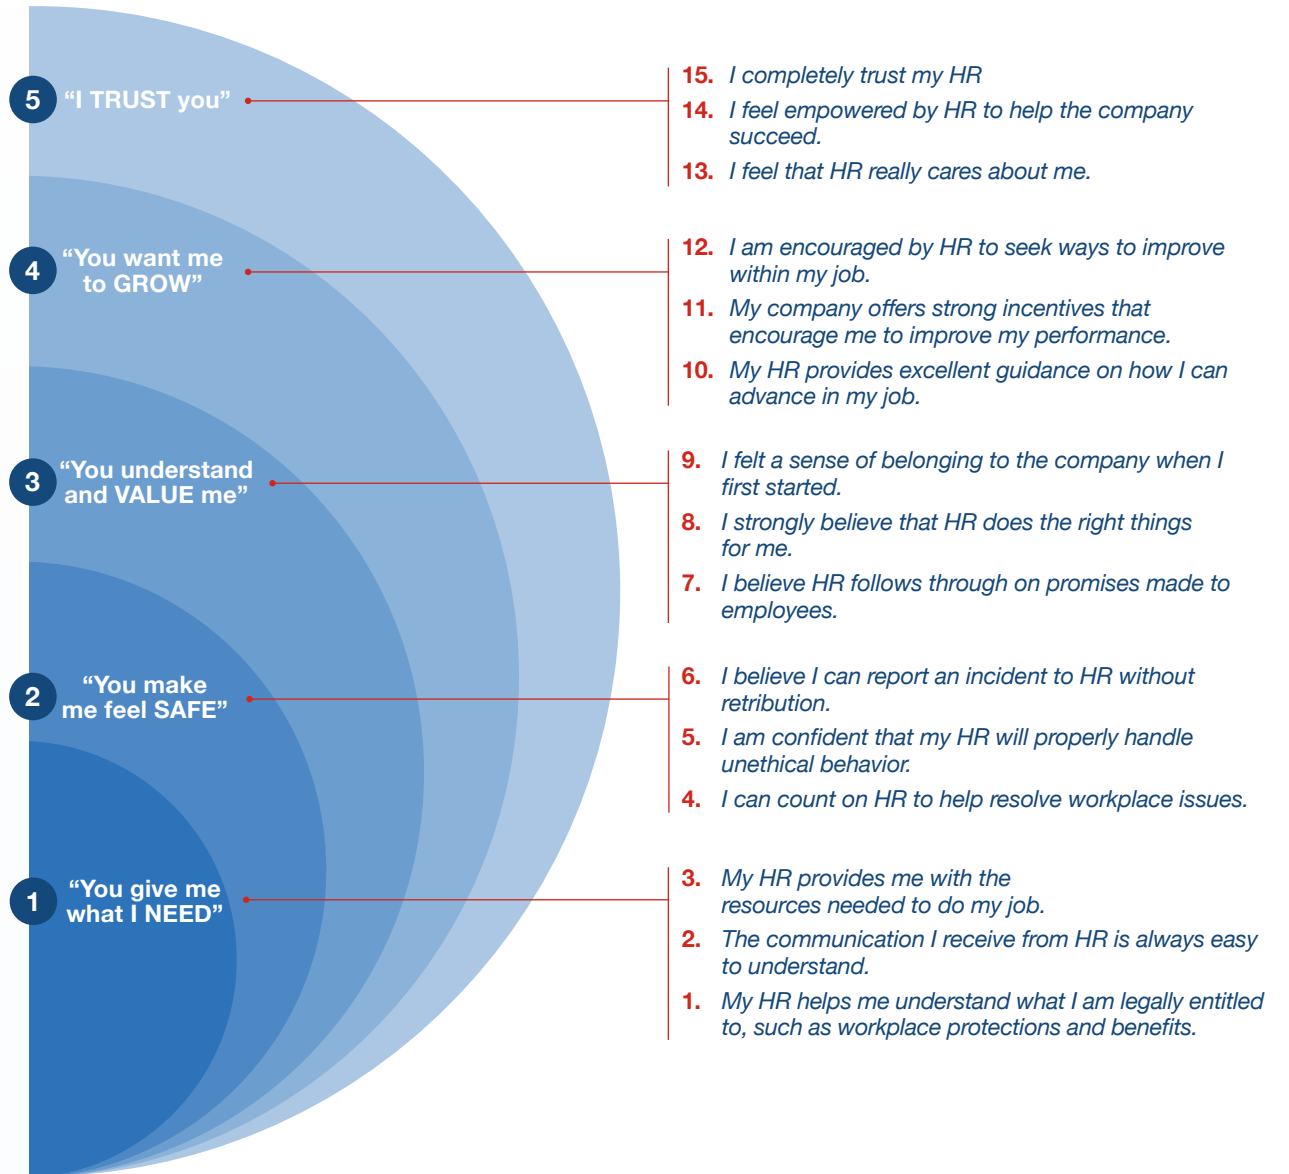 5 “I TRUST you”
15. I completely trust my HR
14. I feel empowered by HR to help the company
succeed.
13. I feel that HR really cares about me.
4 “You want me
to GROW”
12. I am encouraged by HR to seek ways to improve
within my job.
11. My company offers strong incentives that
encourage me to improve my performance.
10. My HR provides excellent guidance on how I can
advance in my job.
3 “You understand
and VALUE me”
9. I felt a sense of belonging to the company when I
first started.
8. I strongly believe that HR does the right things
for me.
7. I believe HR follows through on promises made to
employees.
2 “You make
me feel SAFE”
6. I believe I can report an incident to HR without
retribution.
5. I am confident that my HR will properly handle
unethical behavior.
4. I can count on HR to help resolve workplace issues.
1 “You give me
what I NEED”
3. My HR provides me with the
resources needed to do my job.
2. The communication I receive from HR is always easy
to understand.
1. My HR helps me understand what I am legally entitled
to, such as workplace protections and benefits.